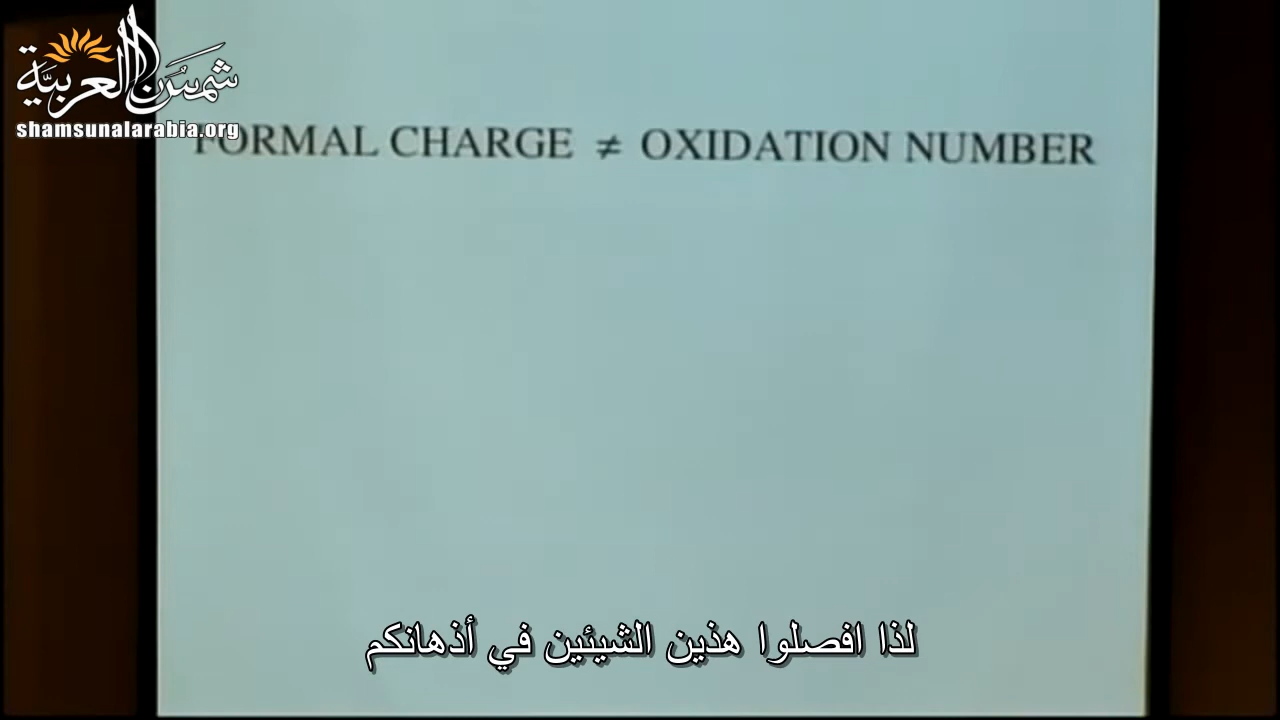 شمس العربية
shamsunalarabia.org
FORMAL CHARGE ≠ OXIDATION NUMBER
لذا افصلوا هذين الشيئين في أذهانكم